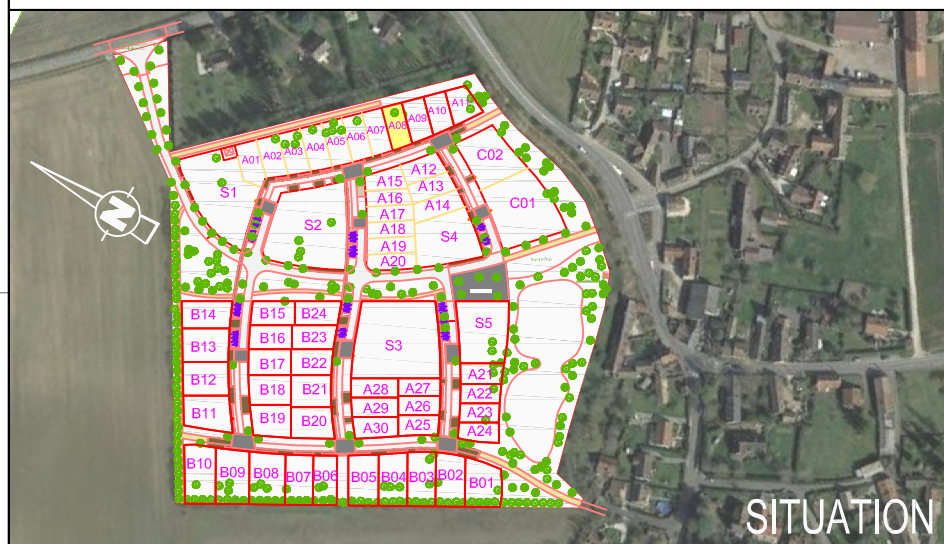 A11
A10
A09
A08
A07
A06
A05
A04
A03
A02
A01
C02
S1
A15
A12
A13
A16
A14
C01
A17
S2
A18
S4
A19
A20
B14
B15
B24
S5
B13
B16
B23
S3
B17
B22
B12
A21
B18
B21
A28
A27
A22
B11
A29
A26
A23
B19
B20
A30
A25
A24
B10
B09
B08
B07
B06
B05
B04
B03
B02
B01
N
SITUATION